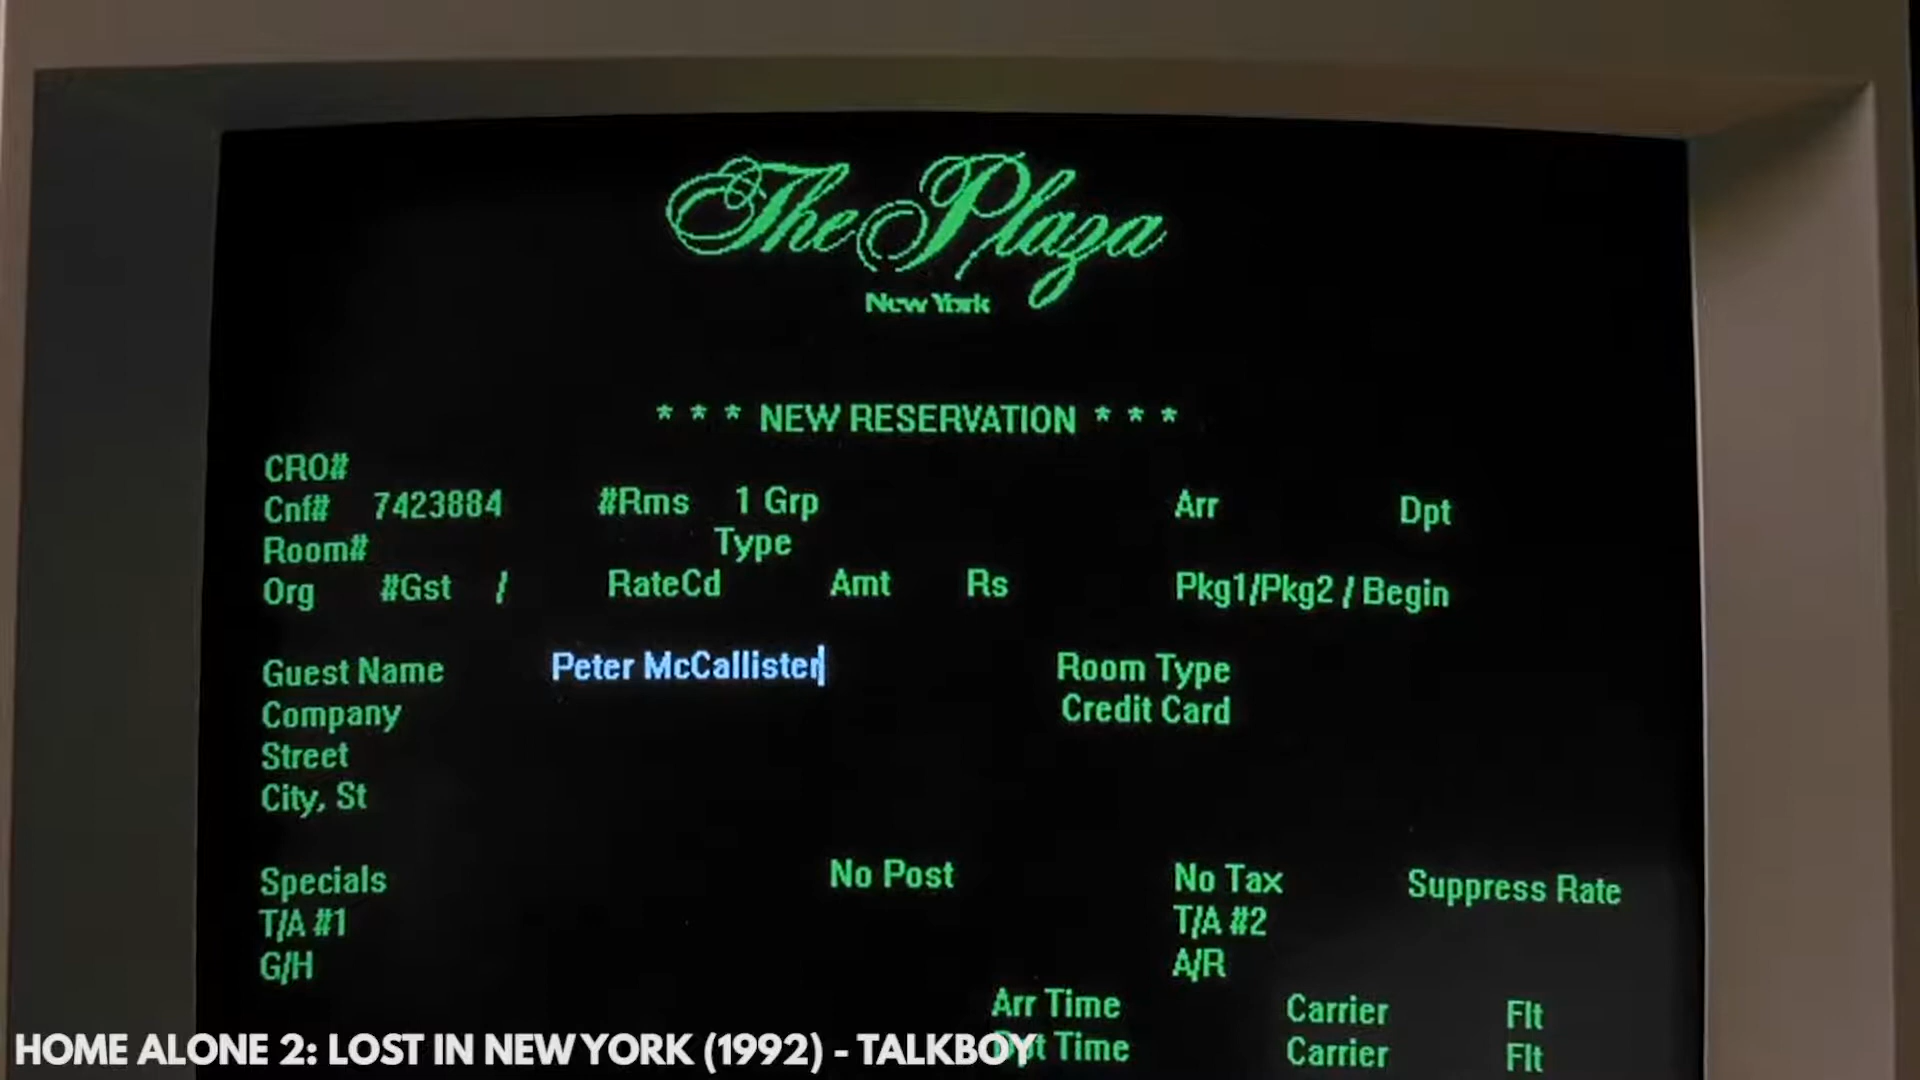 The Plaza
New York
* * * NEW RESERVATION * * *
CRO#
Cnf# 7423884 #Rms 1 Grp Arr Dpt
Room# Type
Org #Gst / RateCd Amt Rs Pkg1/Pkg2 / Begin
Guest Name Peter McCallister Room Type
Company Credit Card
Street
City, St
Specials No Post No Tax Suppress Rate
T/A #1 T/A #2
G/H A/R
Arr Time Carrier Flt
Dpt Time Carrier Flt
HOME ALONE 2: LOST IN NEW YORK (1992) - TALKBOY